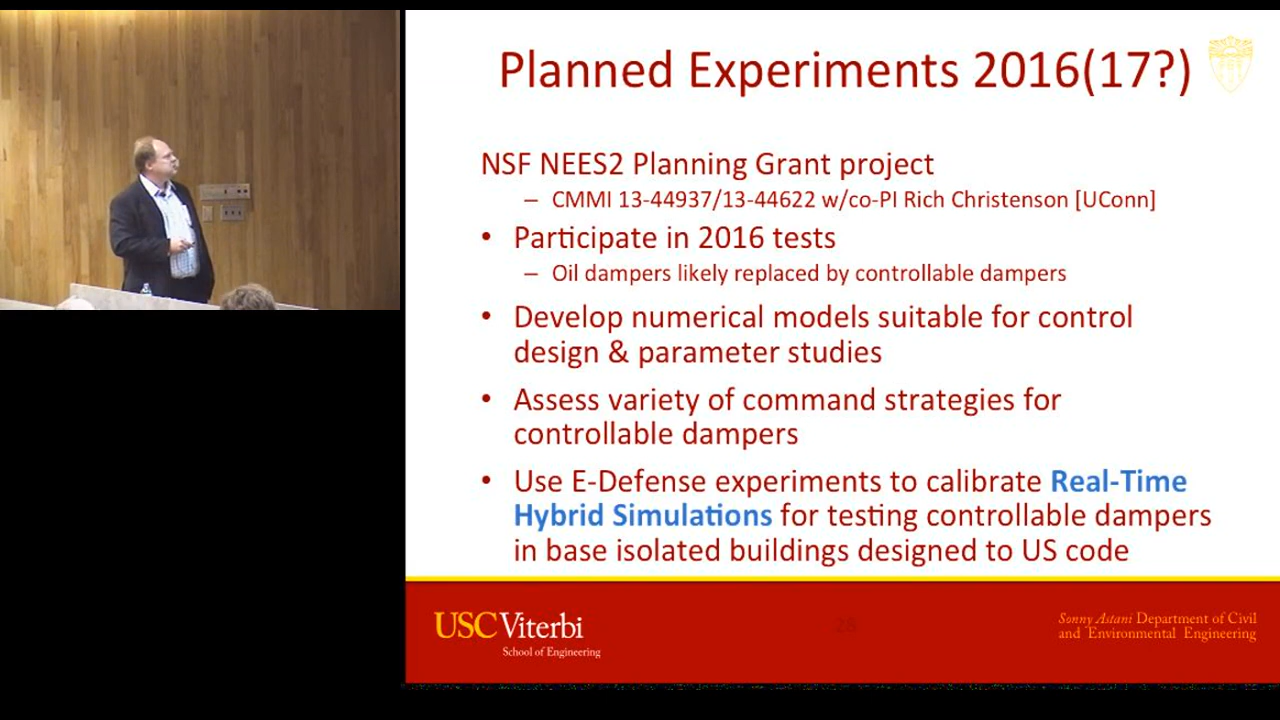 Planned Experiments 2016(17?)
NSF NEES2 Planning Grant project
– CMMI 13-44937/13-44622 w/co-PI Rich Christenson [UConn]
• Participate in 2016 tests
– Oil dampers likely replaced by controllable dampers
• Develop numerical models suitable for control
design & parameter studies
• Assess variety of command strategies for
controllable dampers
• Use E-Defense experiments to calibrate Real-Time
Hybrid Simulations for testing controllable dampers
in base isolated buildings designed to US code
USC Viterbi
School of Engineering
28
Sonny Astani Department of Civil
and Environmental Engineering